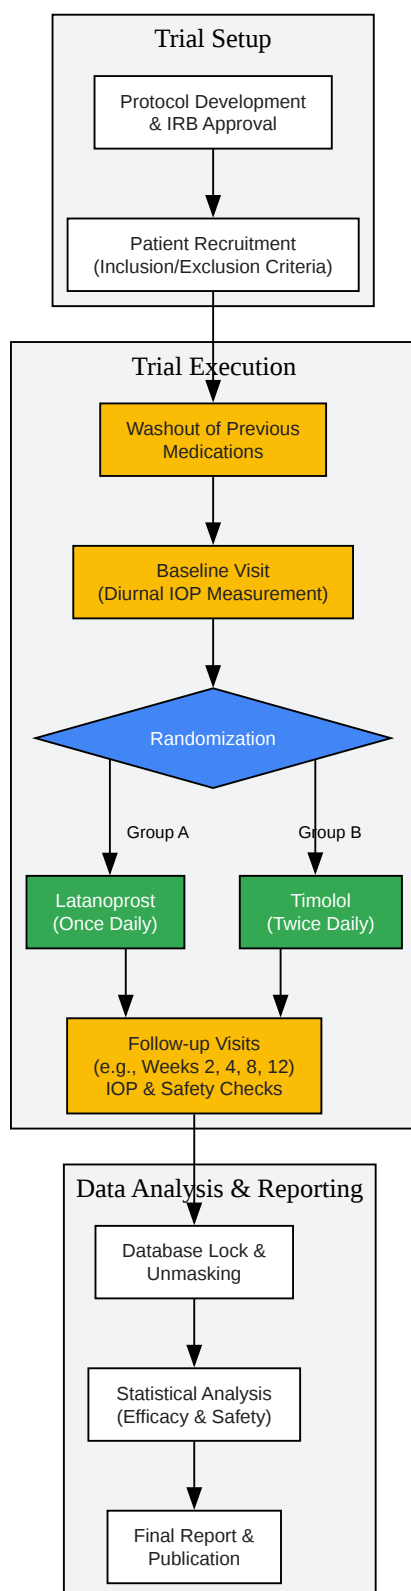 Trial Setup
Protocol Development
& IRB Approval
Patient Recruitment
(Inclusion/Exclusion Criteria)
Trial Execution
Washout of Previous
Medications
Baseline Visit
(Diurnal IOP Measurement)
Randomization
Group A
Group B
Latanoprost
(Once Daily)
Timolol
(Twice Daily)
Follow-up Visits
(e.g., Weeks 2, 4, 8, 12)
IOP & Safety Checks
Data Analysis & Reporting
Database Lock &
Unmasking
Statistical Analysis
(Efficacy & Safety)
Final Report &
Publication